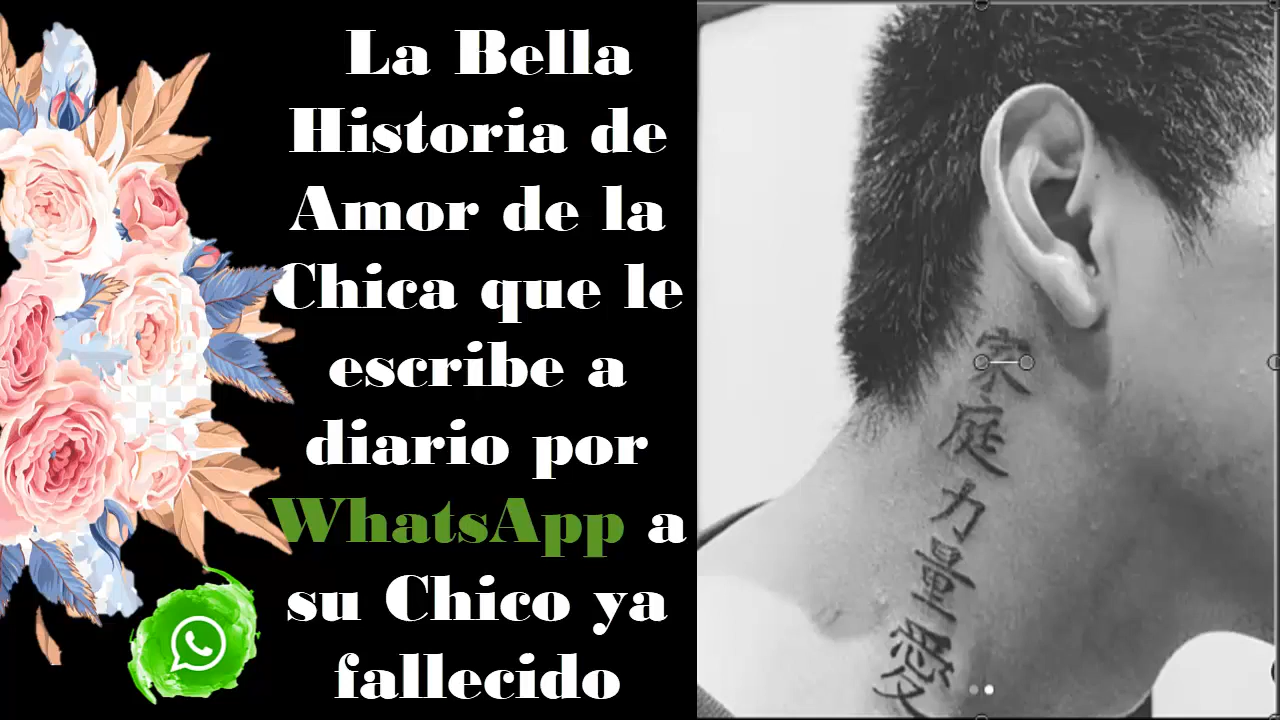 La Bella
Historia de
Amor de la
Chica que le
escribe a
diario por
WhatsApp a
su Chico ya
fallecido
家庭力量愛